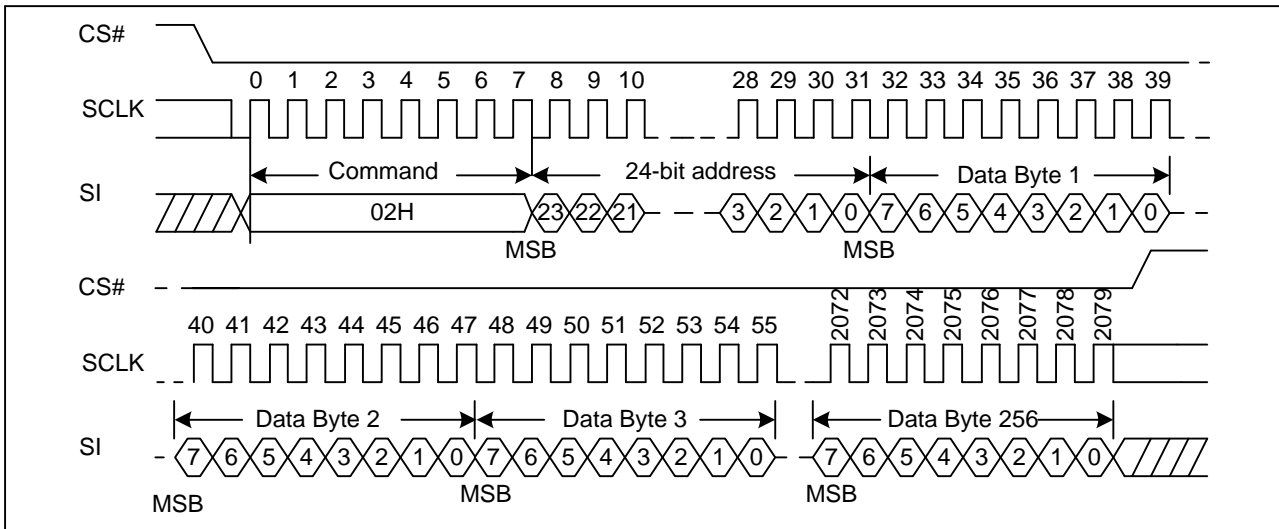 CS#
0 1 2 3 4 5 6 7 8 9 10 28 29 30 31 32 33 34 35 36 37 38 39
SCLK
Command 24-bit address Data Byte 1
SI
02H 23 22 21 3 2 1 0 7 6 5 4 3 2 1 0
MSB MSB
CS#
40 41 42 43 44 45 46 47 48 49 50 51 52 53 54 55 2072 2073 2074 2075 2076 2077 2078 2079
SCLK
Data Byte 2 Data Byte 3 Data Byte 256
SI
7 6 5 4 3 2 1 0 7 6 5 4 3 2 1 0 7 6 5 4 3 2 1 0
MSB MSB MSB